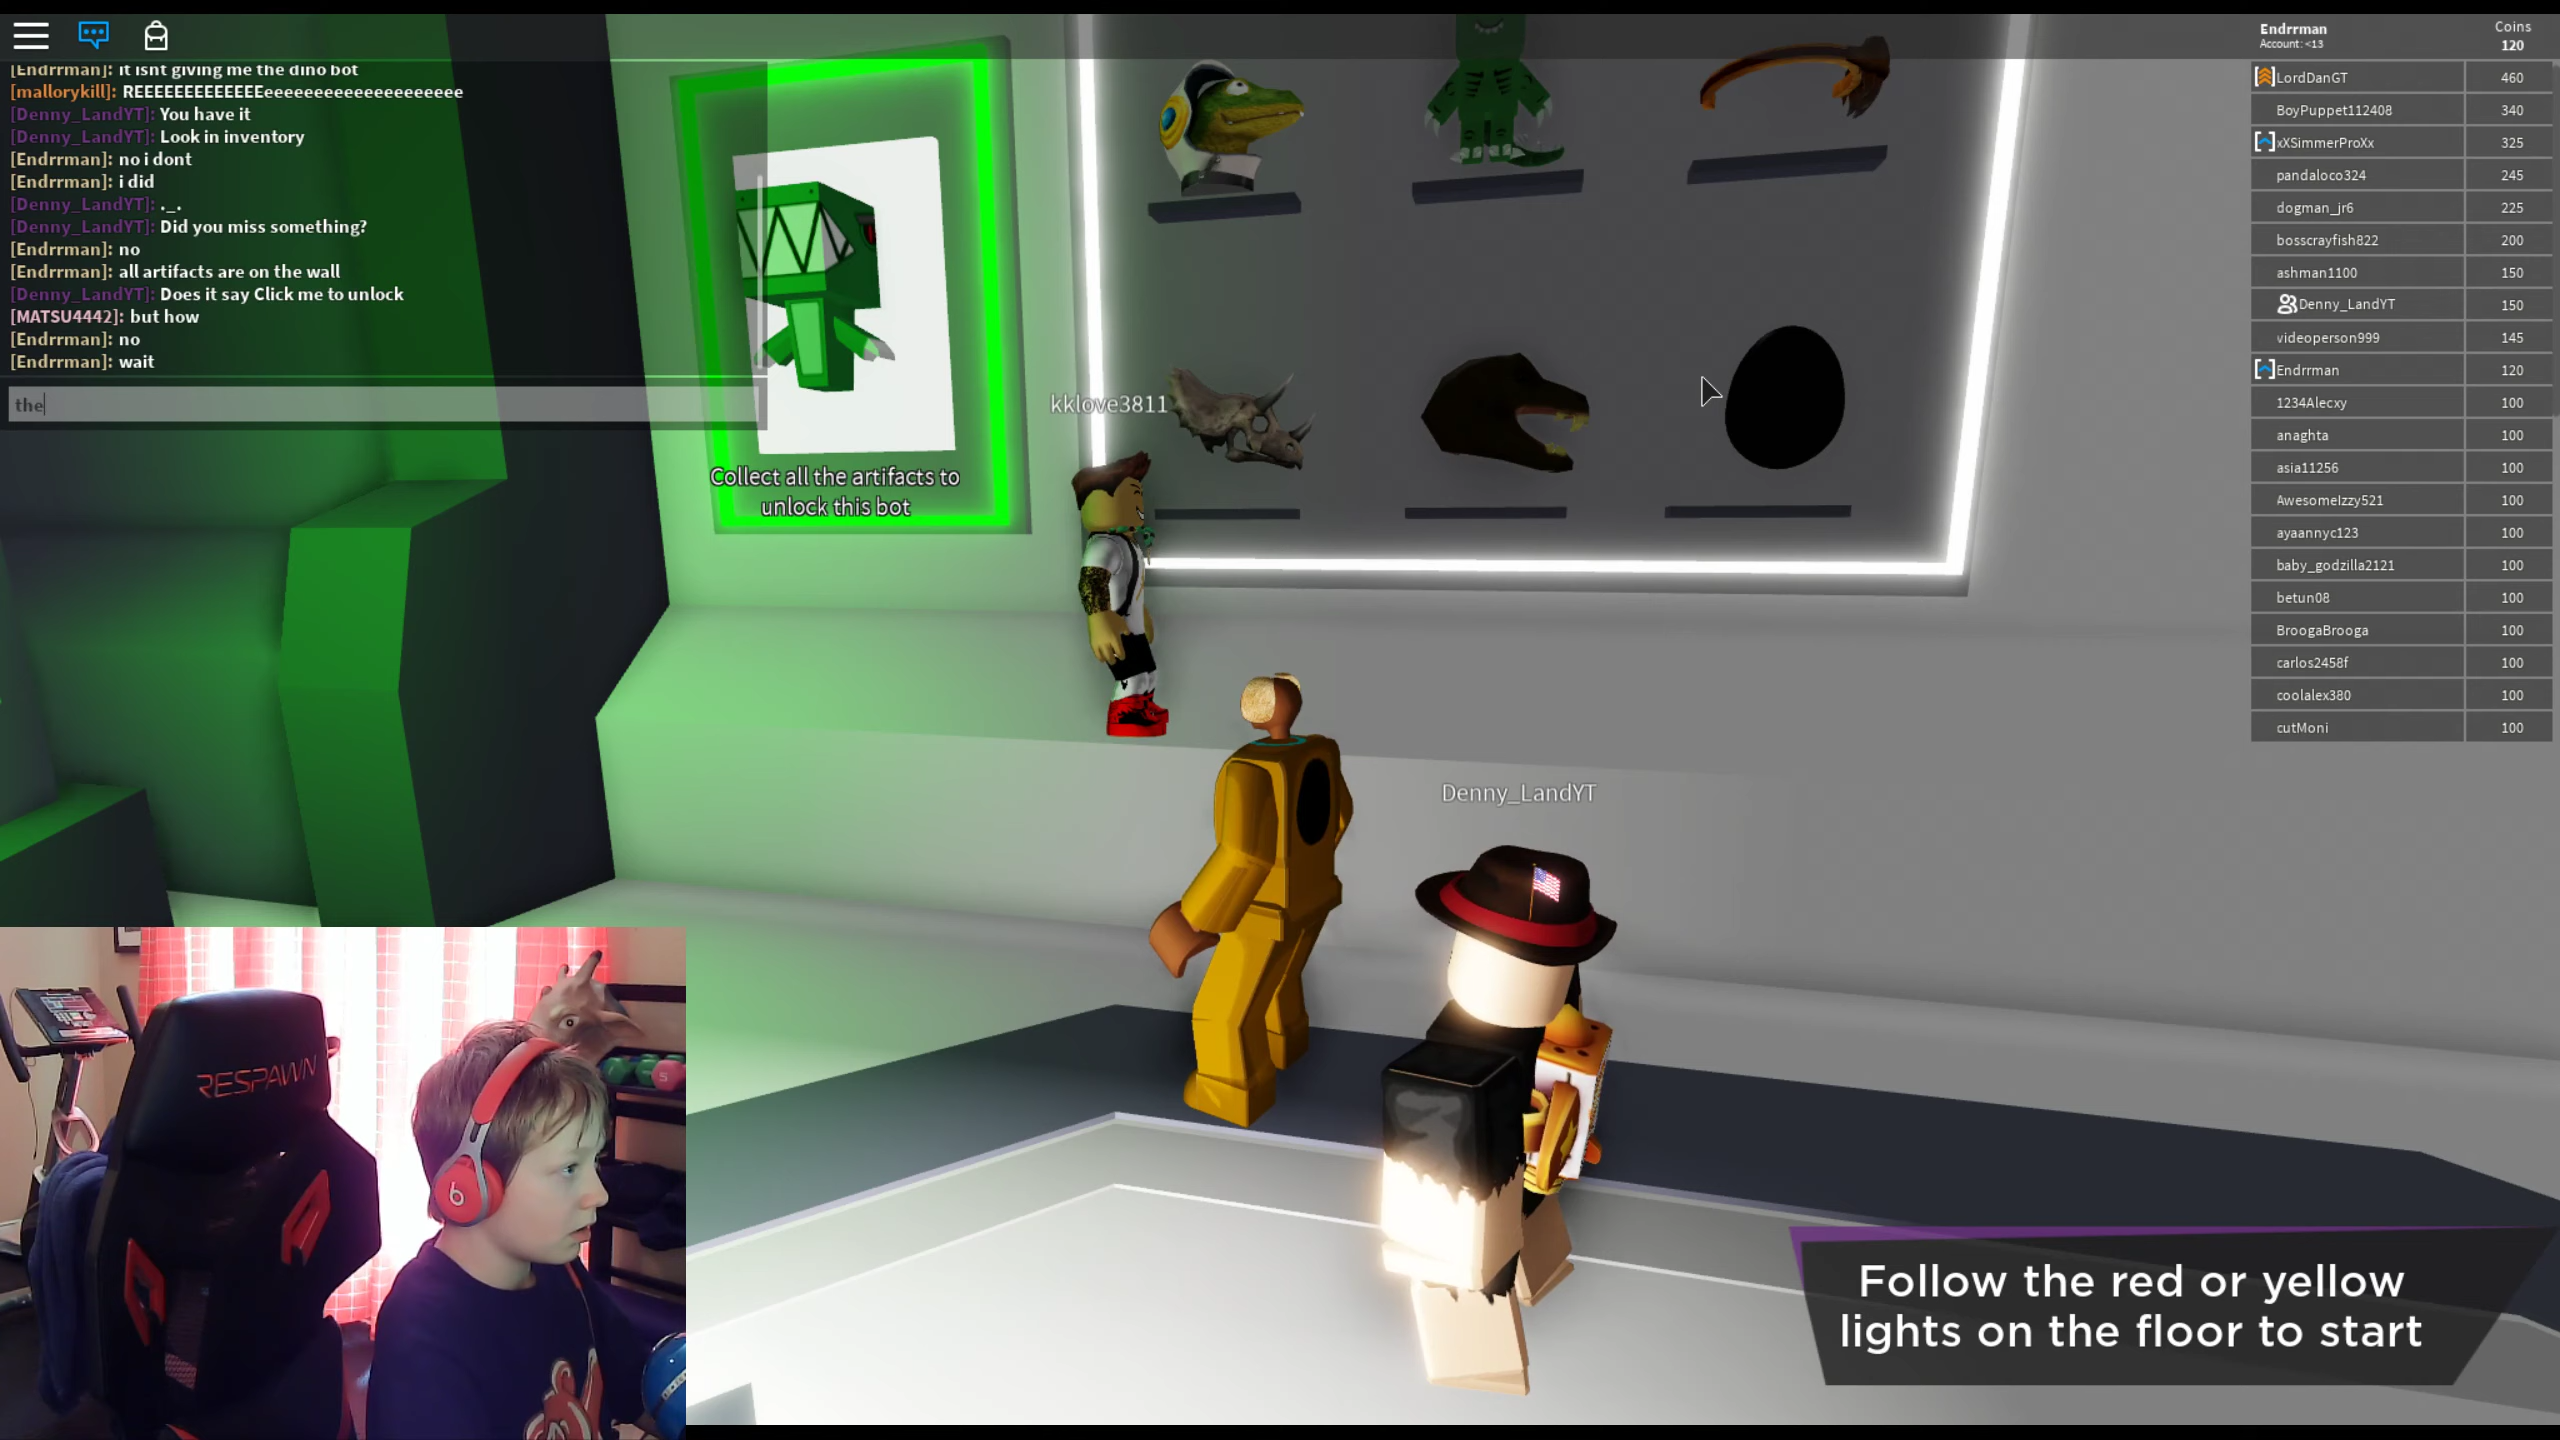 [Endrrman]: it isnt giving me the dino bot
[mallorykill]: REEEEEEEEEEEEEeeeeeeeeeeeeeeeeeeee
[Denny_LandYT]: You have it
[Denny_LandYT]: Look in inventory
[Endrrman]: no i dont
[Endrrman]: i did
[Denny_LandYT]: ._.
[Denny_LandYT]: Did you miss something?
[Endrrman]: no
[Endrrman]: all artifacts are on the wall
[Denny_LandYT]: Does it say Click me to unlock
[MATSU4442]: but how
[Endrrman]: no
[Endrrman]: wait
the
Collect all the artifacts to
unlock this bot
kklove3811
Denny_LandYT
Endrrman Coins
Account: <13 120
LordDanGT 460
BoyPuppet112408 340
xXSimmerProXx 325
pandaloco324 245
dogman_jr6 225
bosscrayfish822 200
ashman1100 150
Denny_LandYT 150
videoperson999 145
Endrrman 120
1234Alecxy 100
anaghta 100
asia11256 100
AwesomeIzzy521 100
ayaannyc123 100
baby_godzilla2121 100
betun08 100
BroogaBrooga 100
carlos2458f 100
coolalex380 100
cutMoni 100
RESPAWN
b
5
Follow the red or yellow
lights on the floor to start